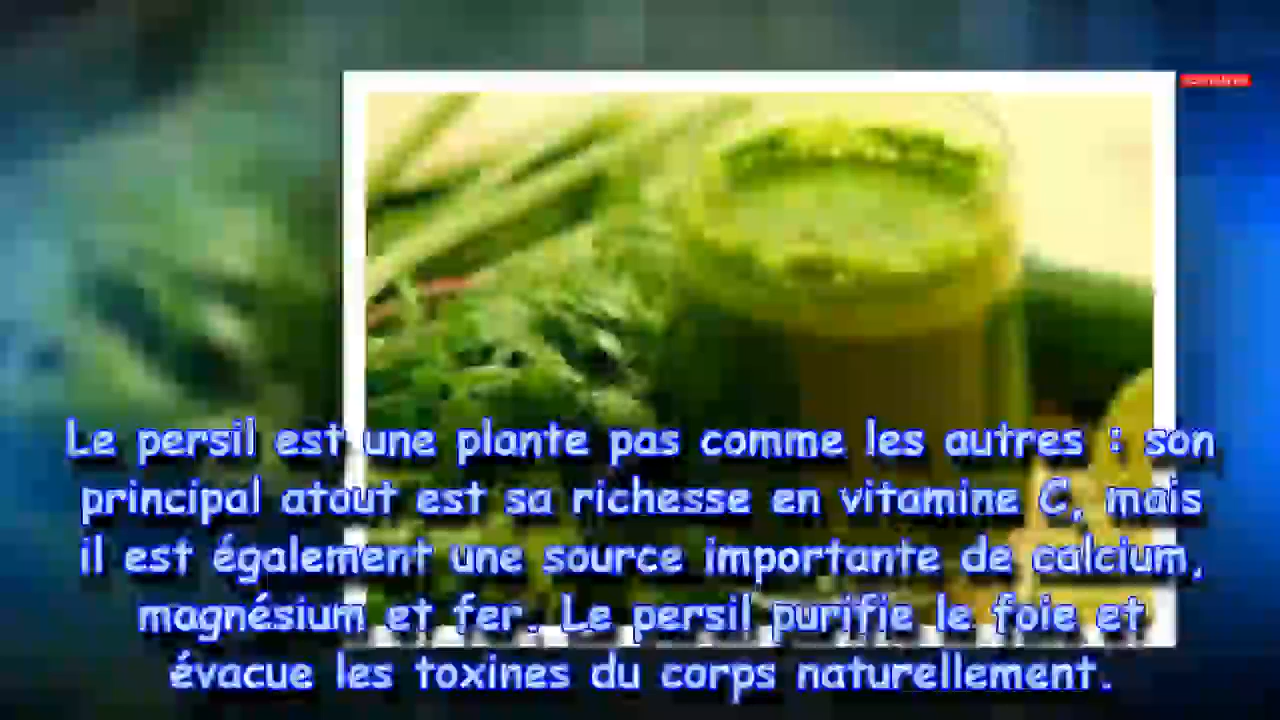 Le persil est une plante pas comme les autres : son
principal atout est sa richesse en vitamine C, mais
il est également une source importante de calcium,
magnésium et fer. Le persil purifie le foie et
évacue les toxines du corps naturellement.